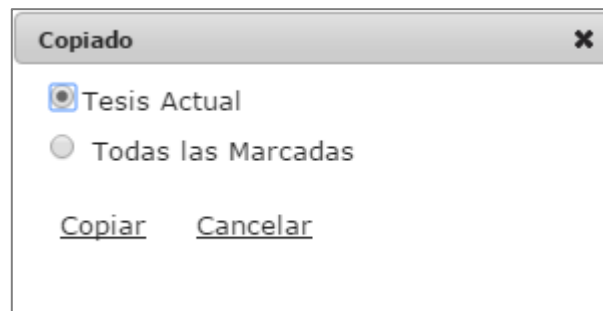 Copiado
Tesis Actual
Todas las Marcadas
Copiar Cancelar